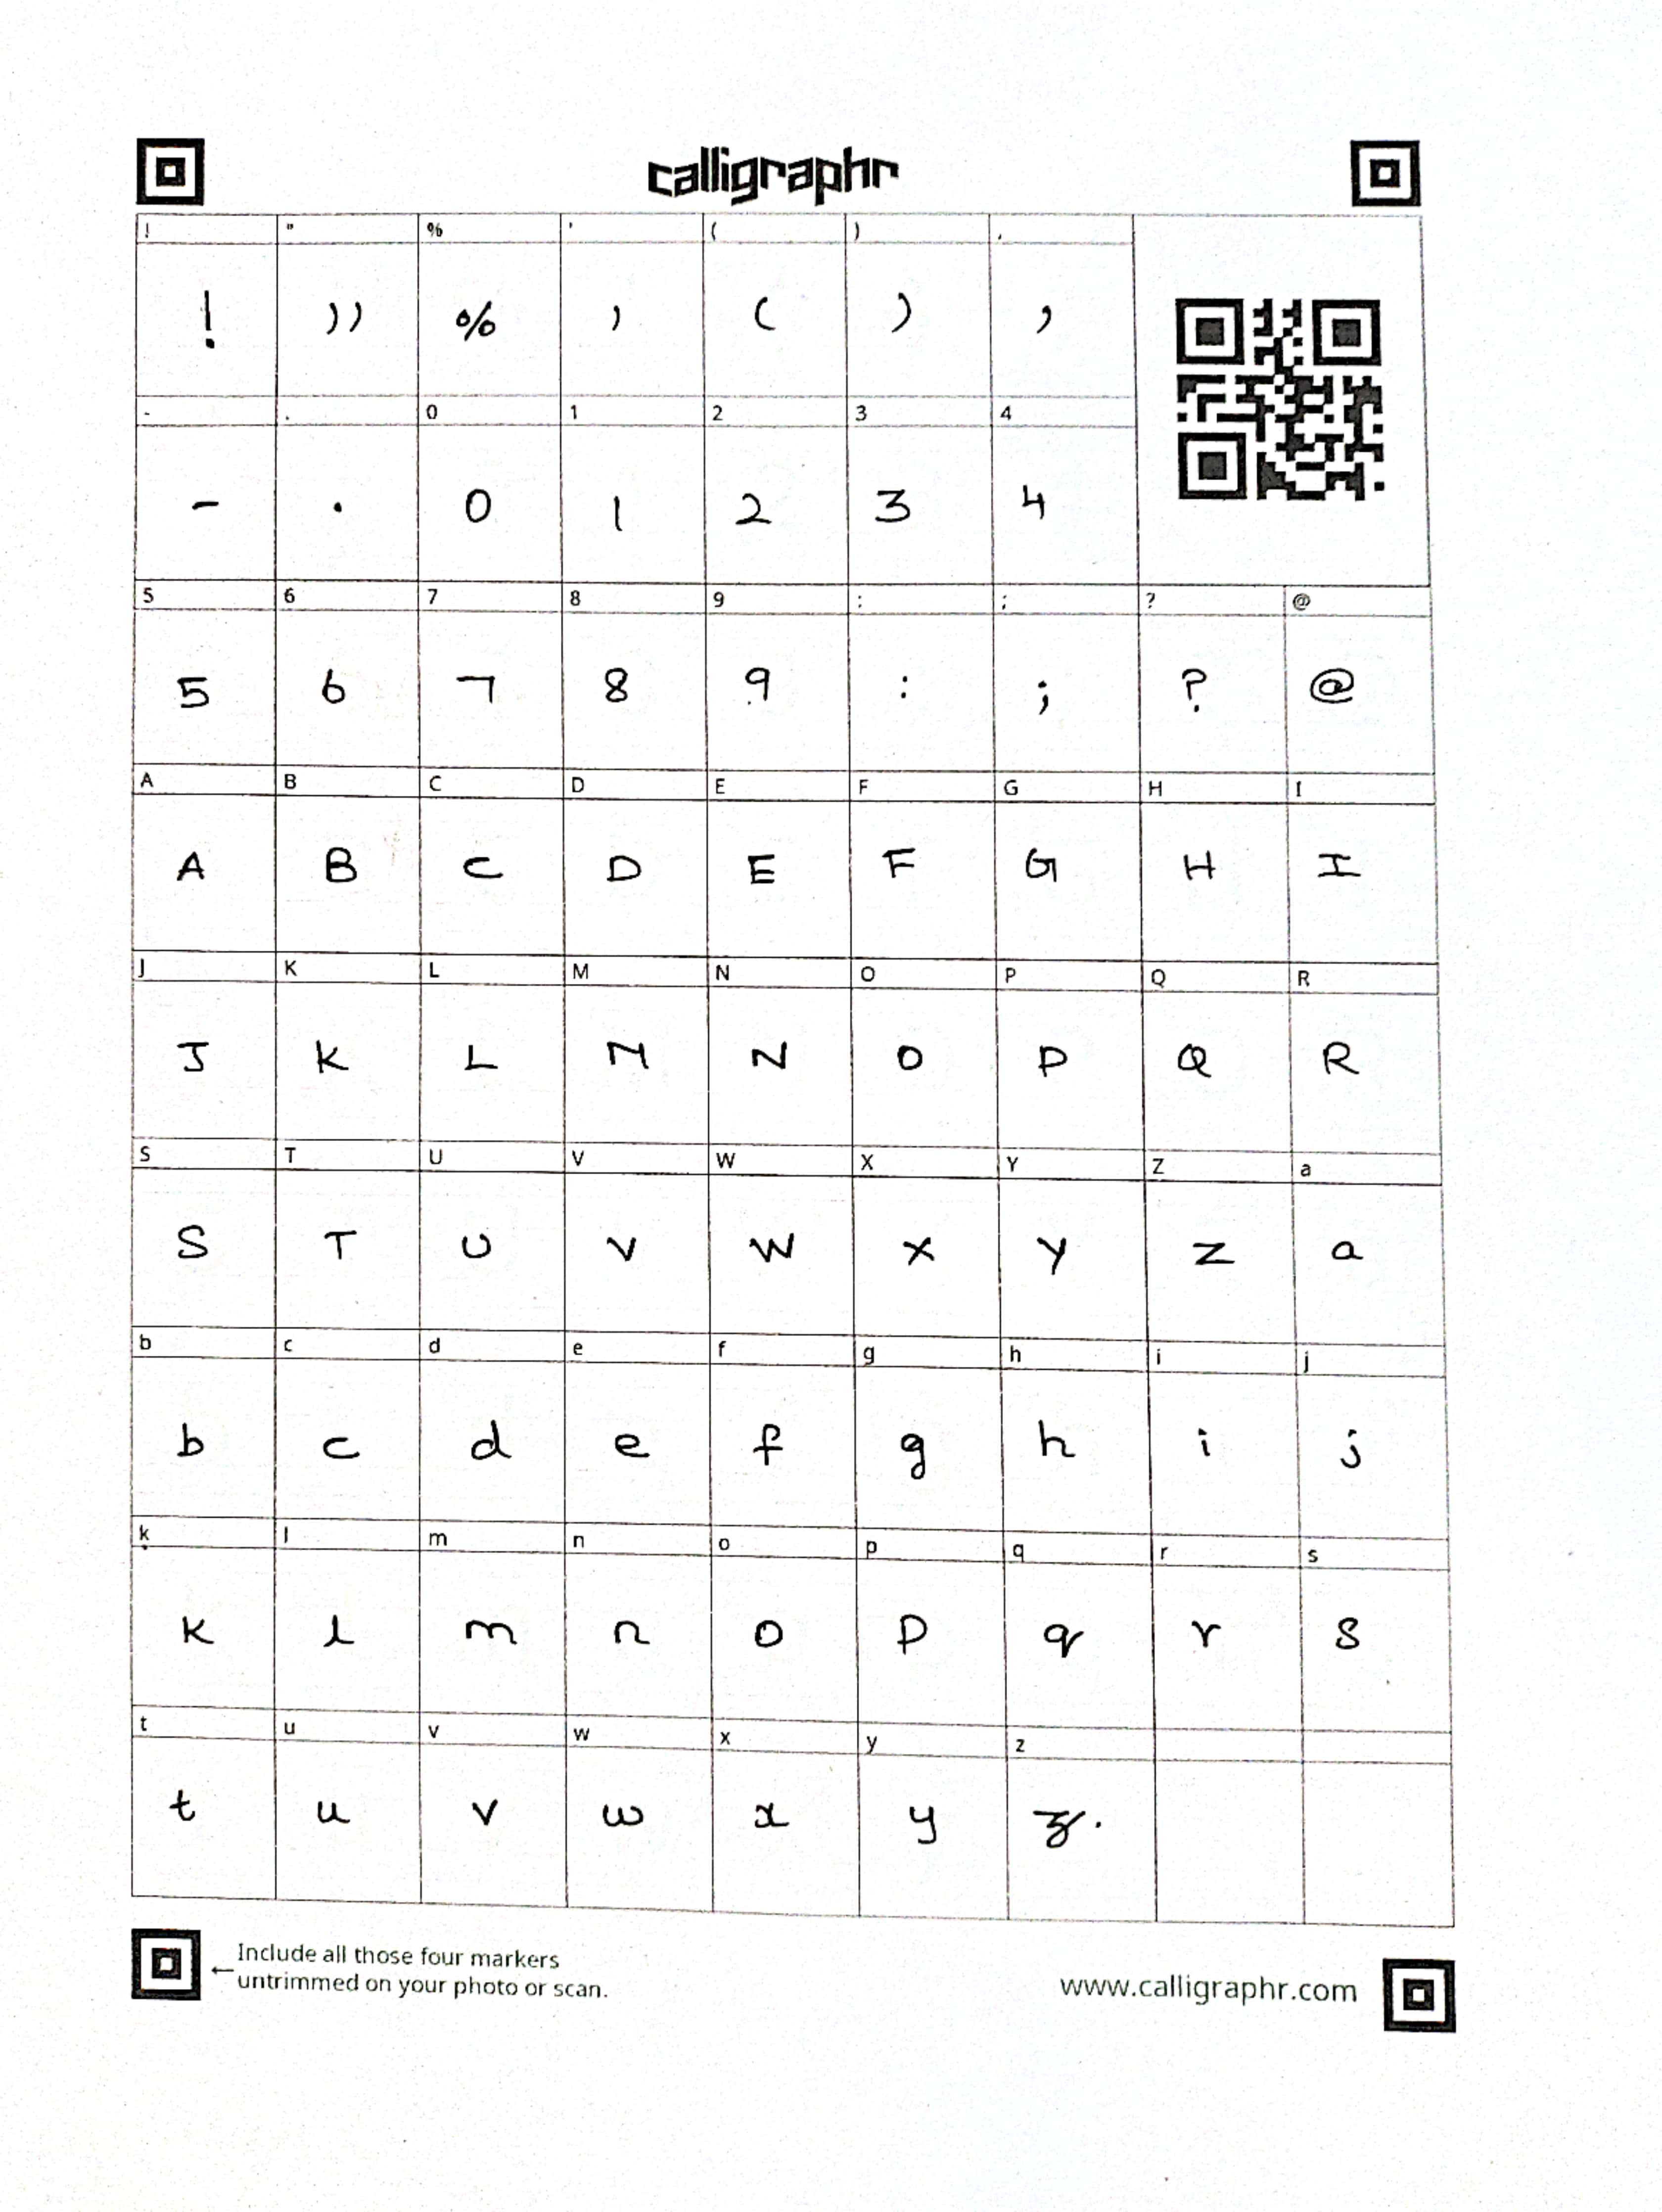 calligraphr
! " % ' ( ) ,
! )) % ' ( ) ,
- . 0 1 2 3 4
- . 0 1 2 3 4
5 6 7 8 9 : ; ? @
5 6 7 8 9 : ; ? @
A B C D E F G H I
A B C D E F G H I
J K L M N O P Q R
J K L M N O P Q R
S T U V W X Y Z a
S T U V W X Y Z a
b c d e f g h i j
b c d e f g h i j
k l m n o p q r s
k l m n o p q r s
t u v w x y z
t u v w x y z.
← Include all those four markers
untrimmed on your photo or scan.
www.calligraphr.com